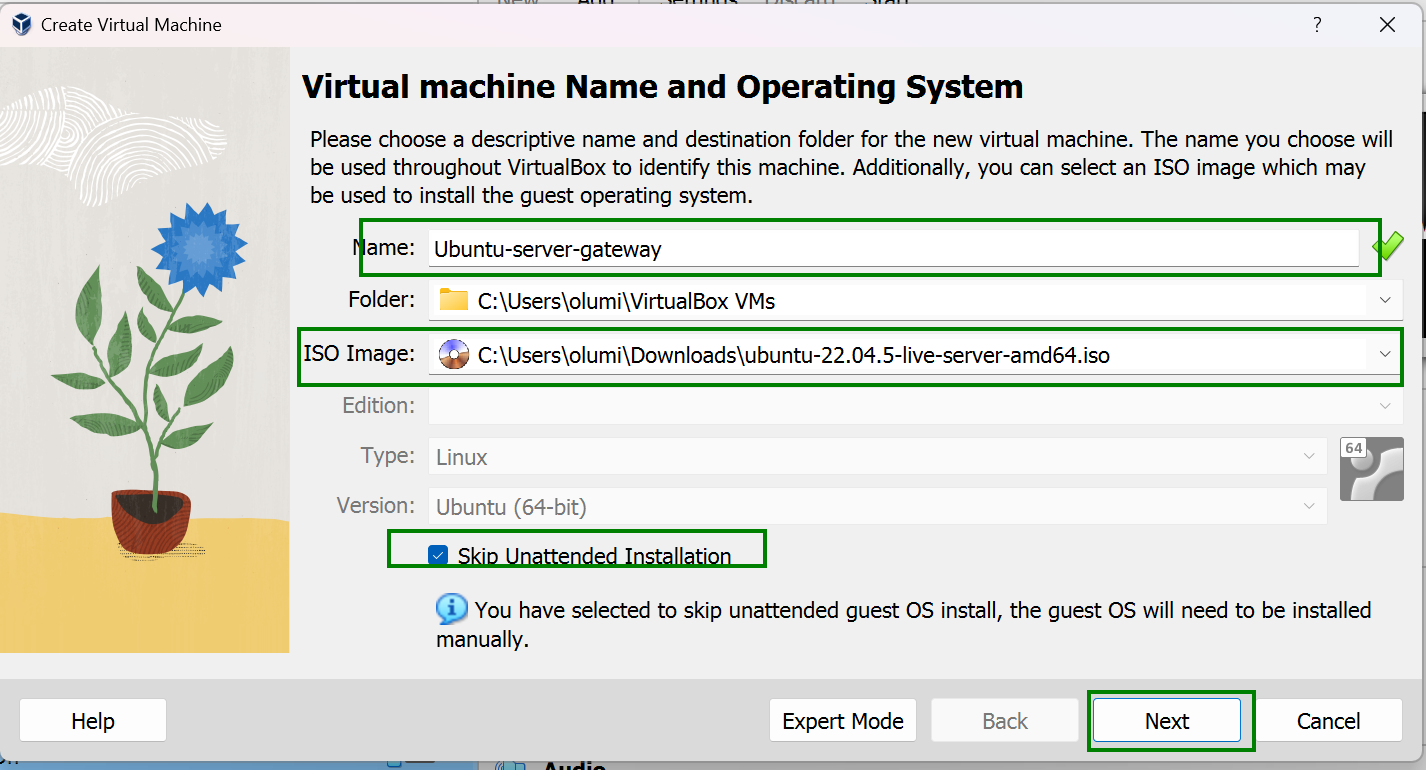 New Add Settings Discard Start
Create Virtual Machine ?
Virtual machine Name and Operating System
Please choose a descriptive name and destination folder for the new virtual machine. The name you choose will
be used throughout VirtualBox to identify this machine. Additionally, you can select an ISO image which may
be used to install the guest operating system.
Name: Ubuntu-server-gateway
Folder: C:\Users\olumi\VirtualBox VMs
ISO Image: C:\Users\olumi\Downloads\ubuntu-22.04.5-live-server-amd64.iso
Edition:
Type: Linux
64
Version: Ubuntu (64-bit)
Skip Unattended Installation
You have selected to skip unattended guest OS install, the guest OS will need to be installed
manually.
Help Expert Mode Back Next Cancel
Audio